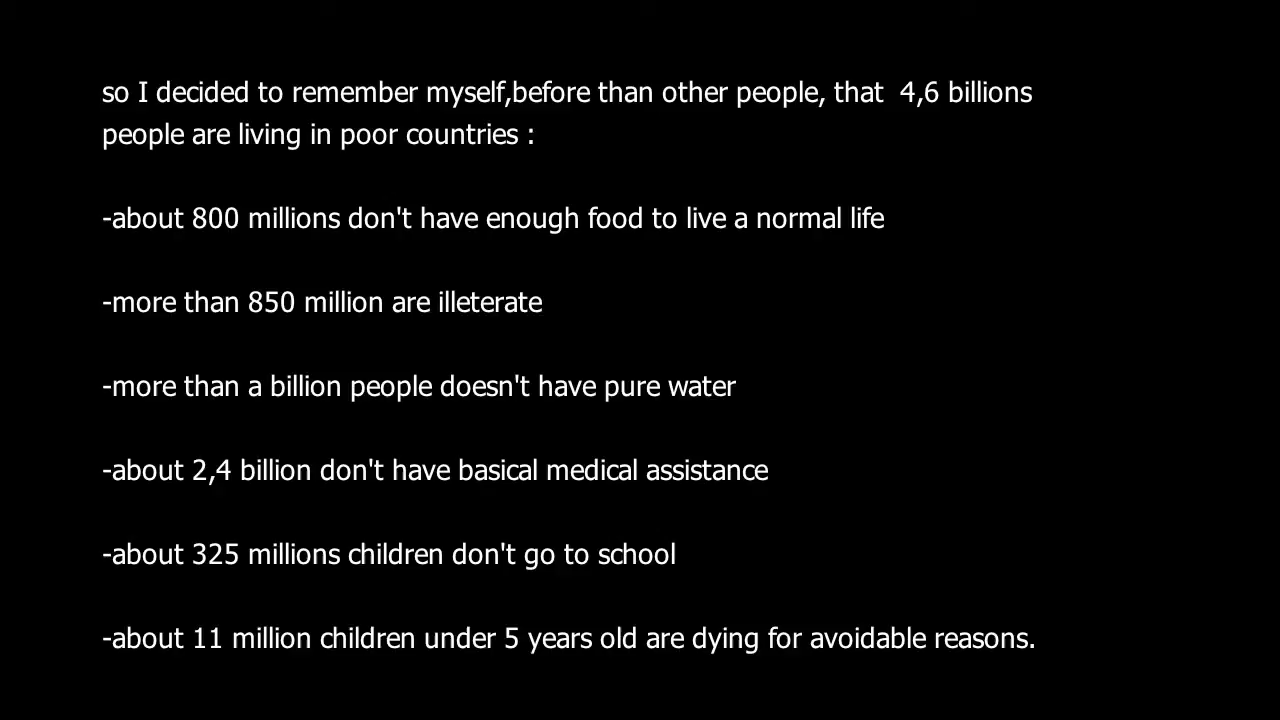 so I decided to remember myself,before than other people, that  4,6 billions
people are living in poor countries :
-about 800 millions don't have enough food to live a normal life
-more than 850 million are illeterate
-more than a billion people doesn't have pure water
-about 2,4 billion don't have basical medical assistance
-about 325 millions children don't go to school
-about 11 million children under 5 years old are dying for avoidable reasons.